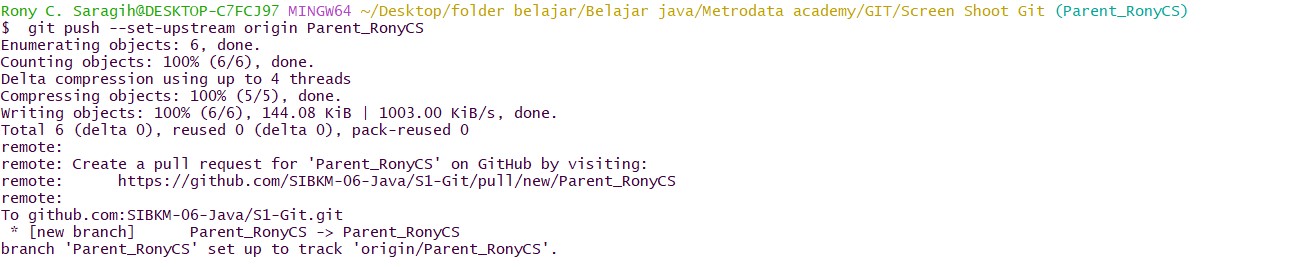 Rony C. Saragih@DESKTOP-C7FCJ97 MINGW64 ~/Desktop/folder belajar/Belajar java/Metrodata academy/GIT/Screen Shoot Git (Parent_RonyCS)
$  git push --set-upstream origin Parent_RonyCS
Enumerating objects: 6, done.
Counting objects: 100% (6/6), done.
Delta compression using up to 4 threads
Compressing objects: 100% (5/5), done.
Writing objects: 100% (6/6), 144.08 KiB | 1003.00 KiB/s, done.
Total 6 (delta 0), reused 0 (delta 0), pack-reused 0
remote:
remote: Create a pull request for 'Parent_RonyCS' on GitHub by visiting:
remote:      https://github.com/SIBKM-06-Java/S1-Git/pull/new/Parent_RonyCS
remote:
To github.com:SIBKM-06-Java/S1-Git.git
 * [new branch]      Parent_RonyCS -> Parent_RonyCS
branch 'Parent_RonyCS' set up to track 'origin/Parent_RonyCS'.